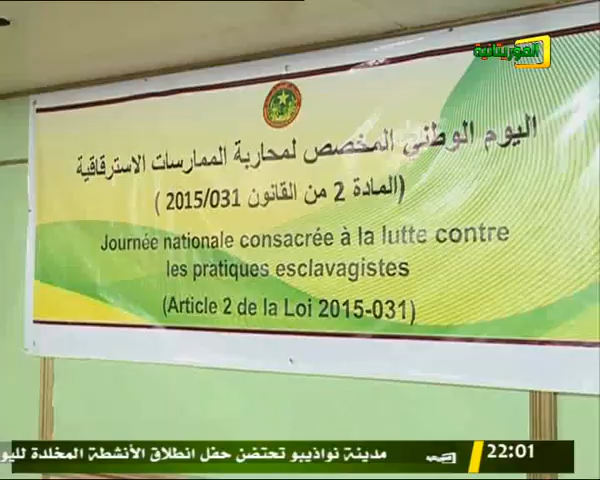 الموريتانية
اليوم الوطني المخصص لمحاربة الممارسات الاسترقاقية
(المادة 2 من القانون 2015/031 )
Journée nationale consacrée à la lutte contre
les pratiques esclavagistes
(Article 2 de la Loi 2015-031)
مدينة نواذيبو تحتضن حفل انطلاق الأنشطة المخلدة لليو
22:01